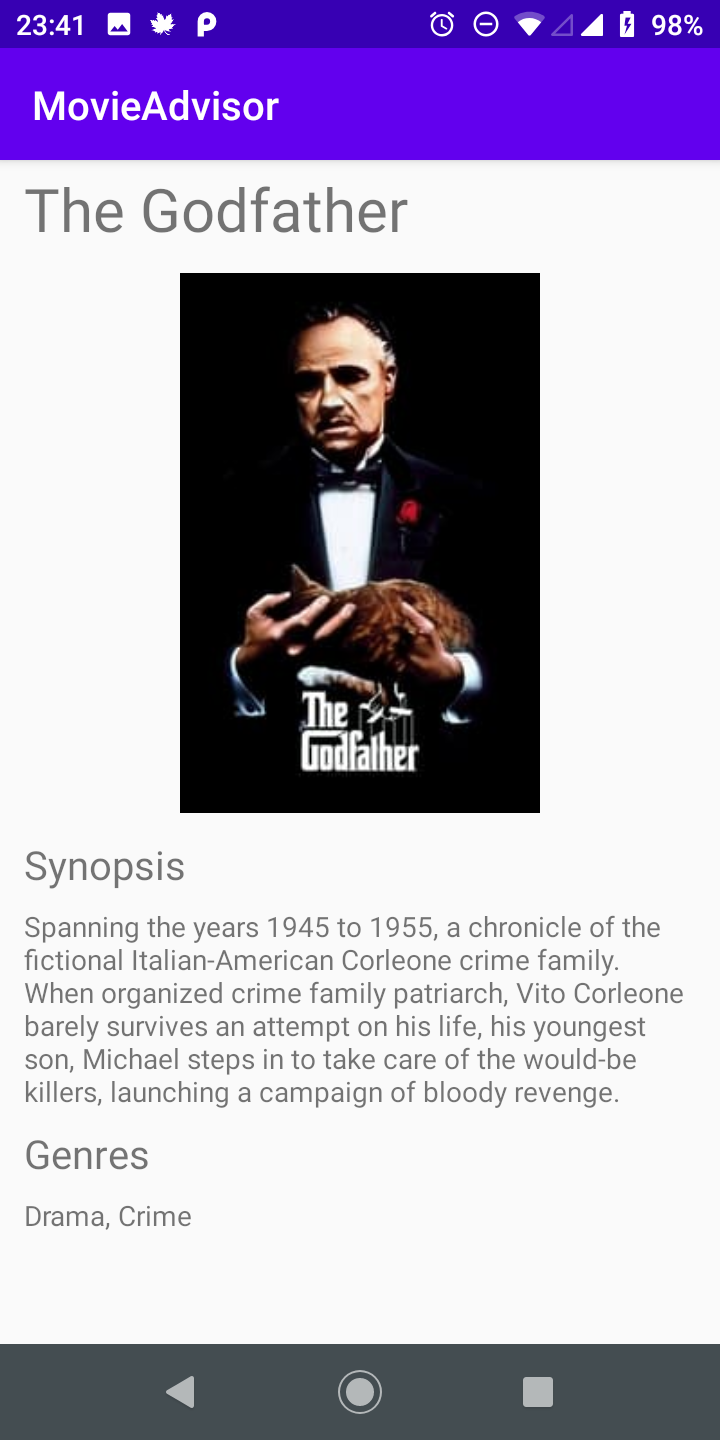 23:41
98%
MovieAdvisor
The Godfather
The
Godfather
Synopsis
Spanning the years 1945 to 1955, a chronicle of the
fictional Italian-American Corleone crime family.
When organized crime family patriarch, Vito Corleone
barely survives an attempt on his life, his youngest
son, Michael steps in to take care of the would-be
killers, launching a campaign of bloody revenge.
Genres
Drama, Crime